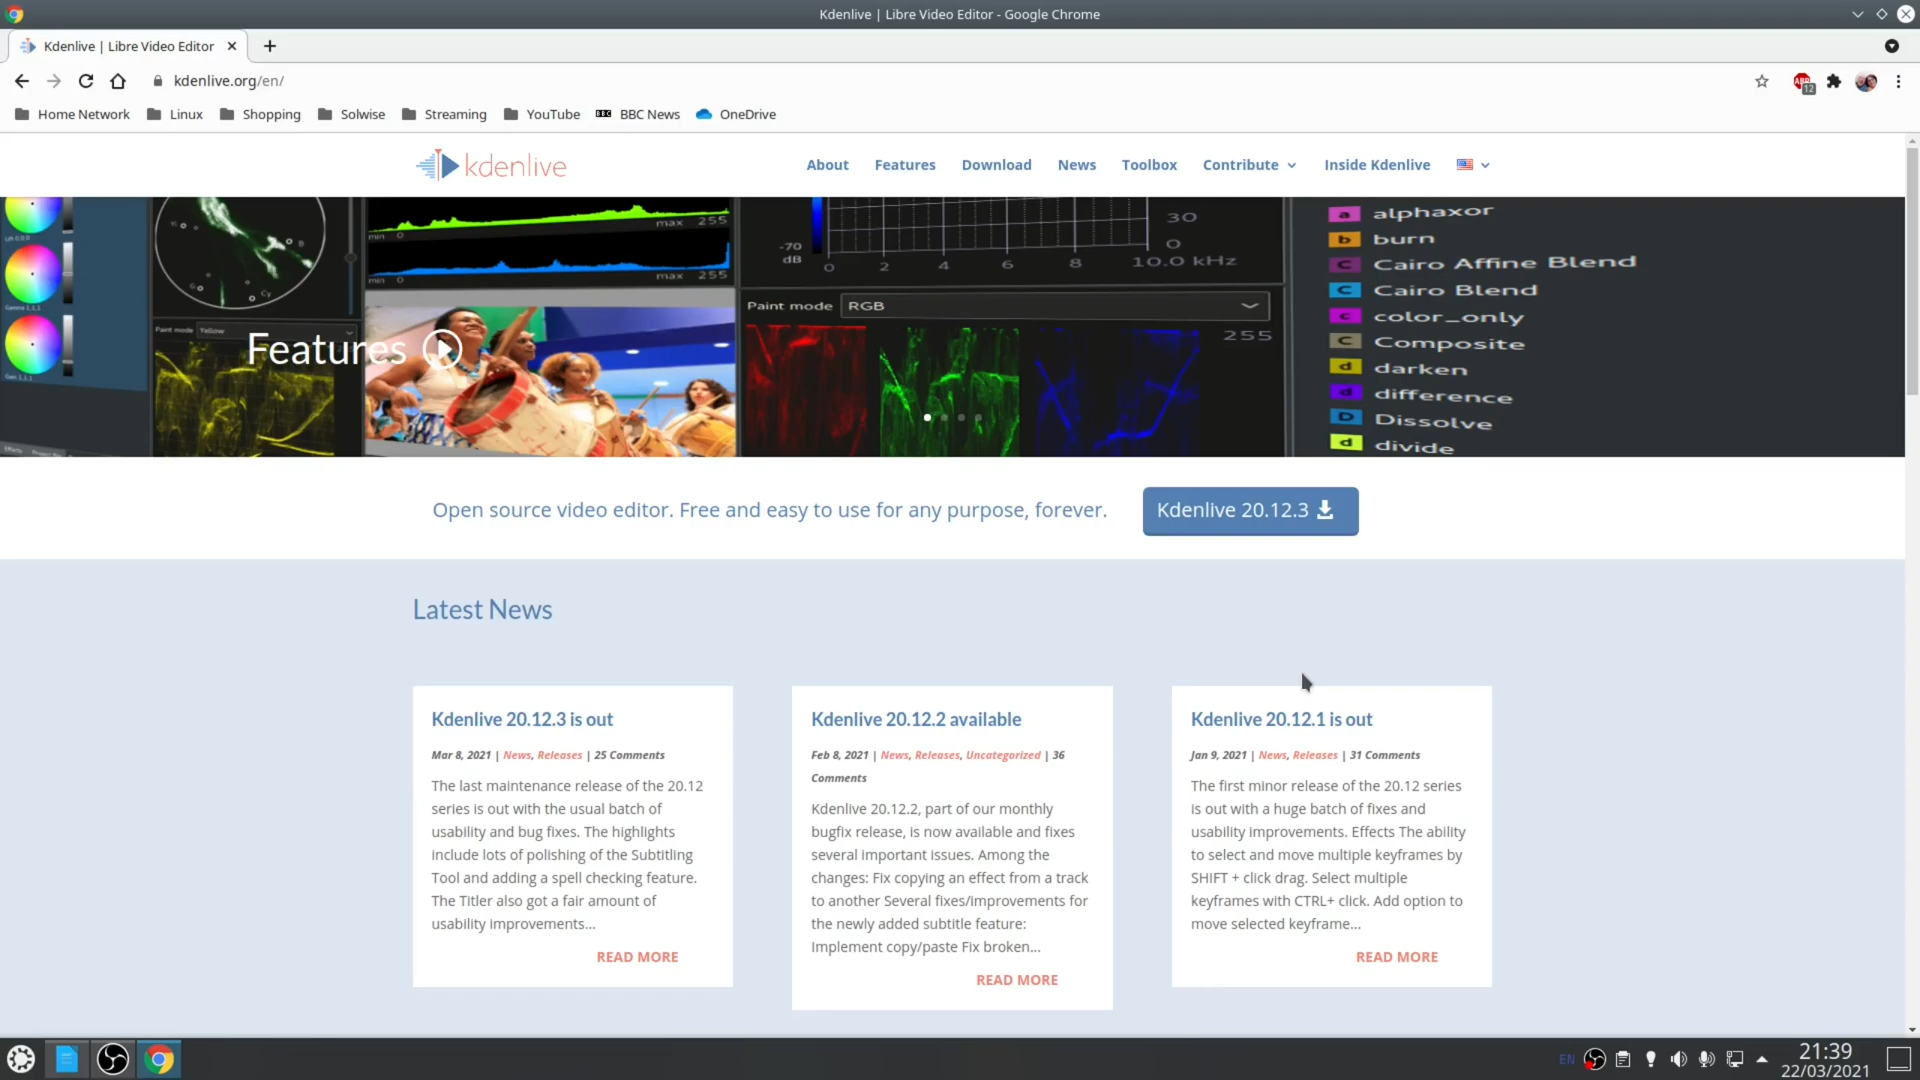 Kdenlive | Libre Video Editor - Google Chrome
Kdenlive | Libre Video Editor
kdenlive.org/en/
ABP
12
Home Network
Linux
Shopping
Solwise
Streaming
YouTube
BBC
BBC News
OneDrive
kdenlive
About
Features
Download
News
Toolbox
Contribute
Inside Kdenlive
min 0
max 255
min 0
max 255
-70
dB
30
0
0 2 4 6 8 10.0 kHz
Paint mode RGB
255
Paint mode Yellow
Features
a alphaxor
b burn
C Cairo Affine Blend
C Cairo Blend
C color_only
C Composite
d darken
d difference
D Dissolve
d divide
Open source video editor. Free and easy to use for any purpose, forever.
Kdenlive 20.12.3
Latest News
Kdenlive 20.12.3 is out
Mar 8, 2021 | News, Releases | 25 Comments
The last maintenance release of the 20.12
series is out with the usual batch of
usability and bug fixes. The highlights
include lots of polishing of the Subtitling
Tool and adding a spell checking feature.
The Titler also got a fair amount of
usability improvements...
READ MORE
Kdenlive 20.12.2 available
Feb 8, 2021 | News, Releases, Uncategorized | 36
Comments
Kdenlive 20.12.2, part of our monthly
bugfix release, is now available and fixes
several important issues. Among the
changes: Fix copying an effect from a track
to another Several fixes/improvements for
the newly added subtitle feature:
Implement copy/paste Fix broken...
READ MORE
Kdenlive 20.12.1 is out
Jan 9, 2021 | News, Releases | 31 Comments
The first minor release of the 20.12 series
is out with a huge batch of fixes and
usability improvements. Effects The ability
to select and move multiple keyframes by
SHIFT + click drag. Select multiple
keyframes with CTRL+ click. Add option to
move selected keyframe...
READ MORE
EN
21:39
22/03/2021